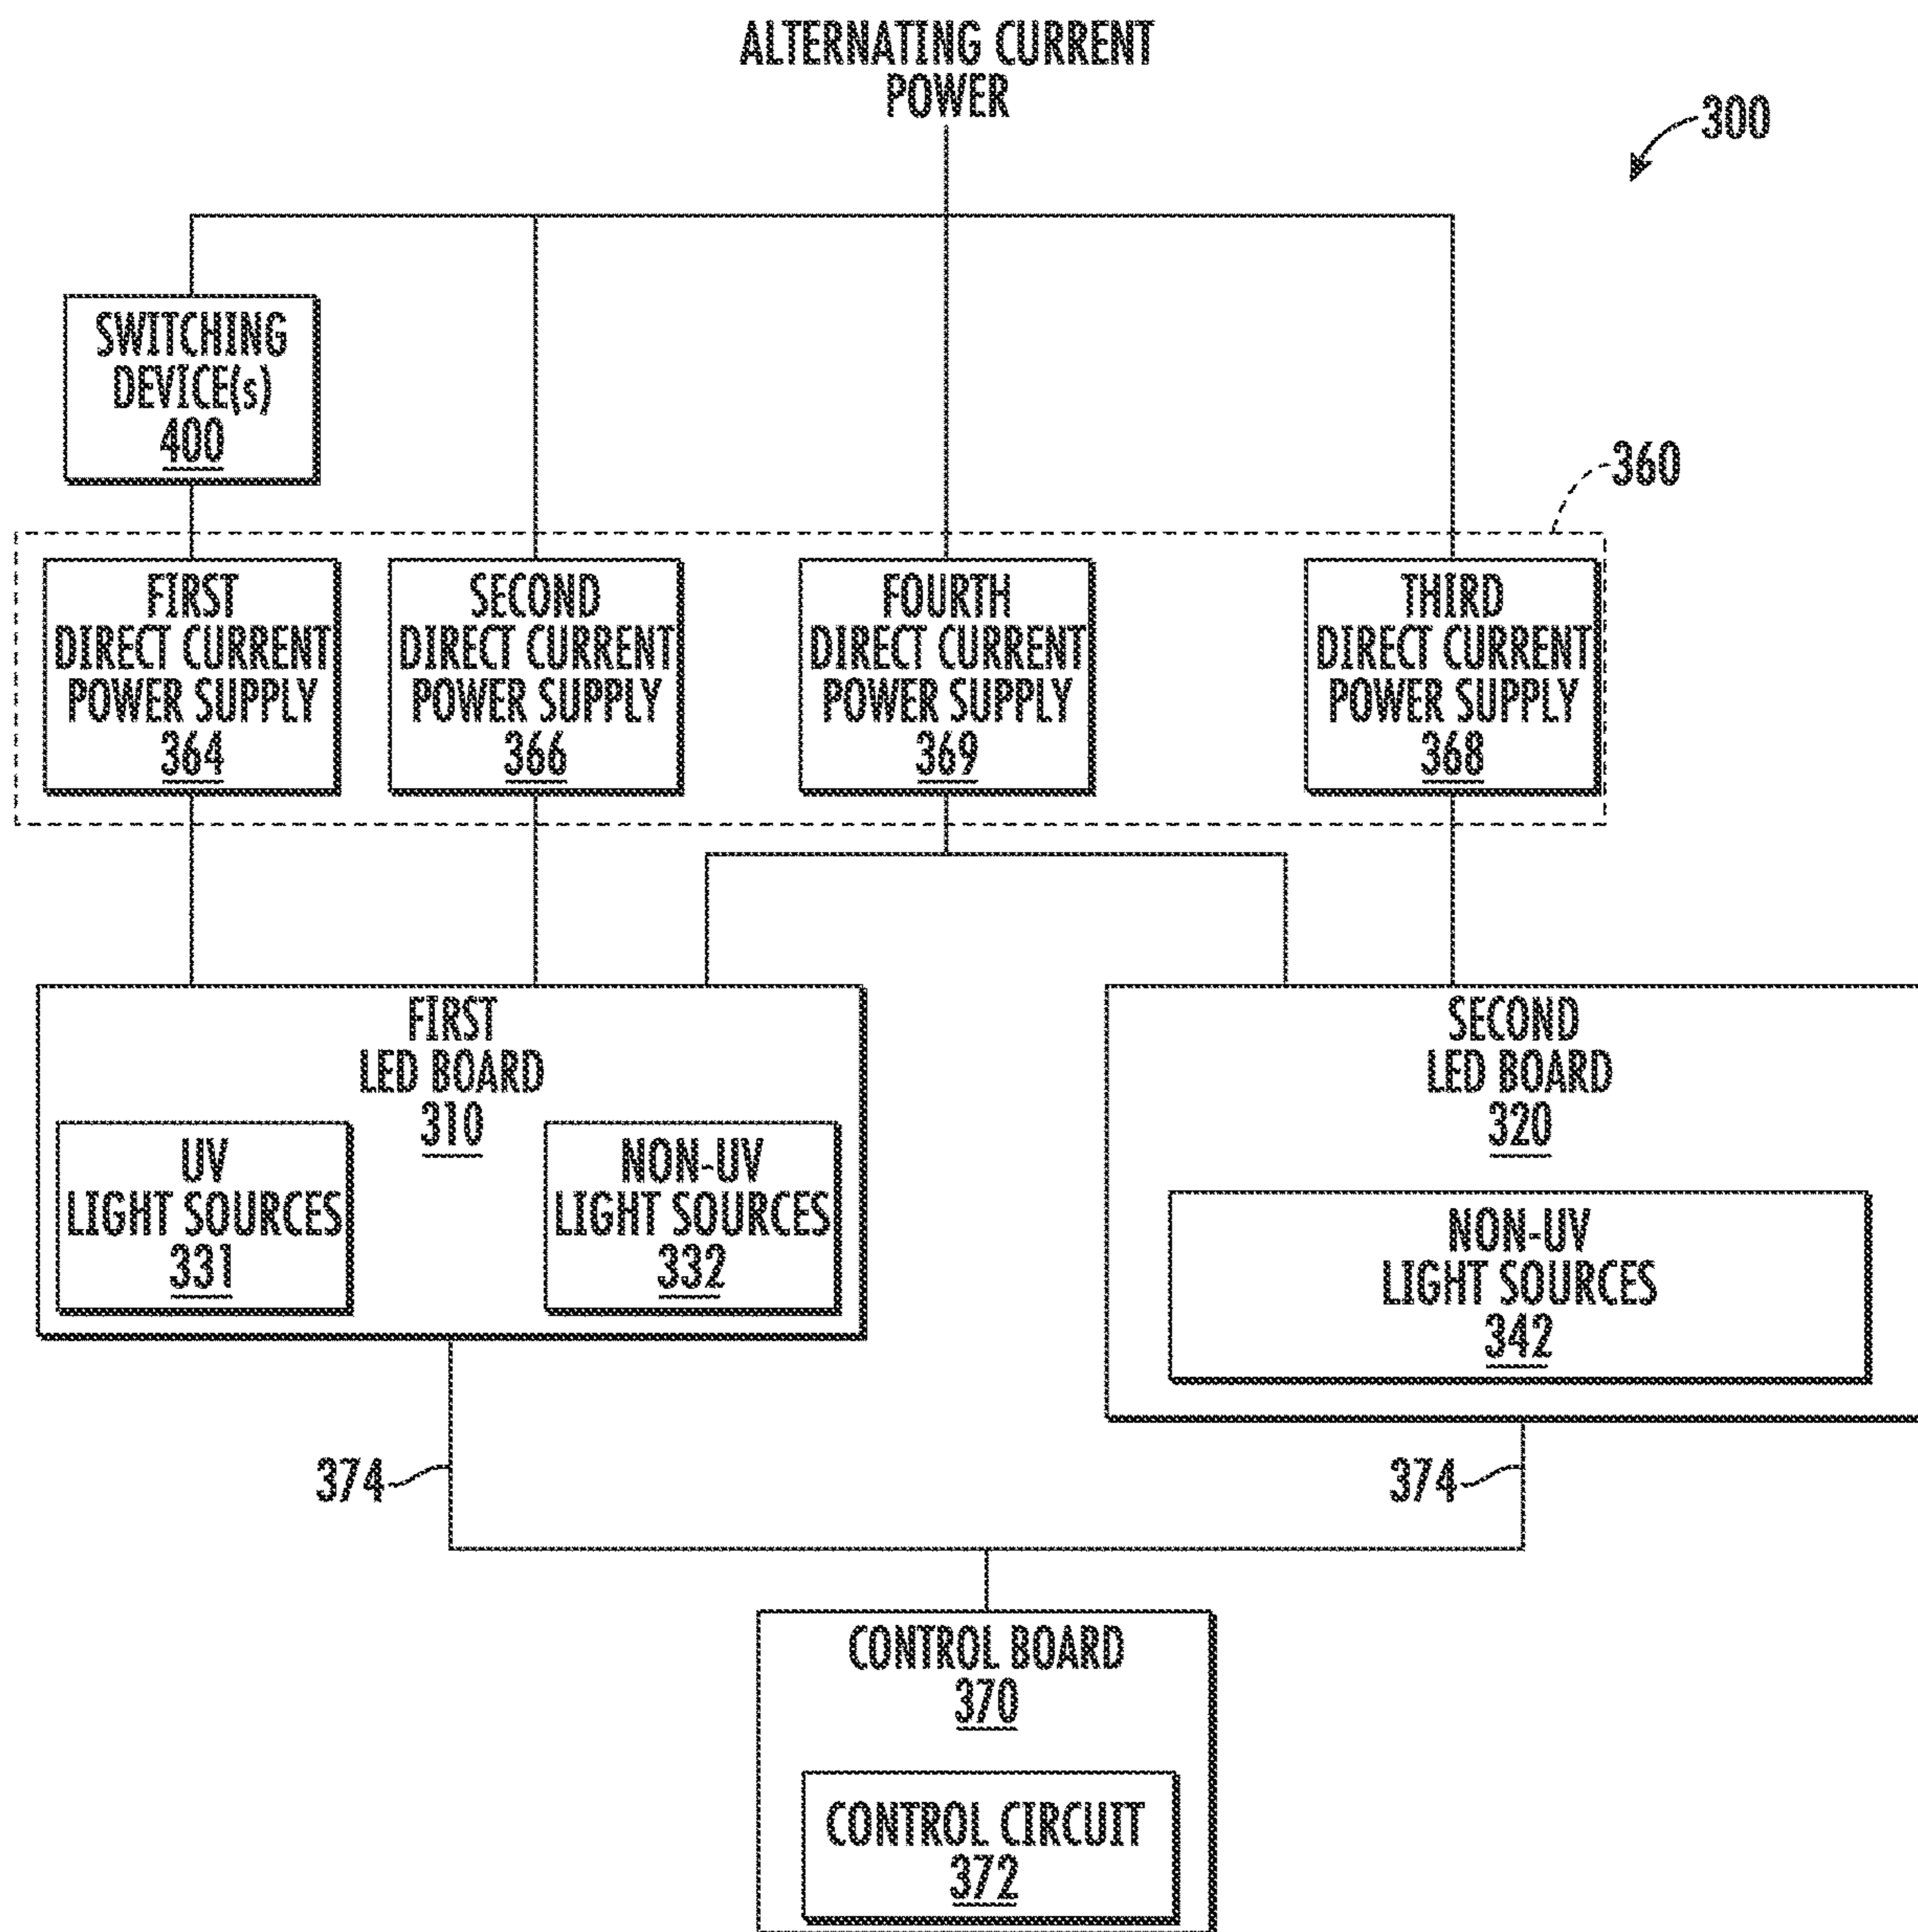 ALTERNATING CURRENT
POWER
300
SWITCHING
DEVICE(s)
400
360
FIRST
DIRECT CURRENT
POWER SUPPLY
364
SECOND
DIRECT CURRENT
POWER SUPPLY
366
FOURTH
DIRECT CURRENT
POWER SUPPLY
369
THIRD
DIRECT CURRENT
POWER SUPPLY
368
FIRST
LED BOARD
310
UV
LIGHT SOURCES
331
NON-UV
LIGHT SOURCES
332
SECOND
LED BOARD
320
NON-UV
LIGHT SOURCES
342
374
374
CONTROL BOARD
370
CONTROL CIRCUIT
372